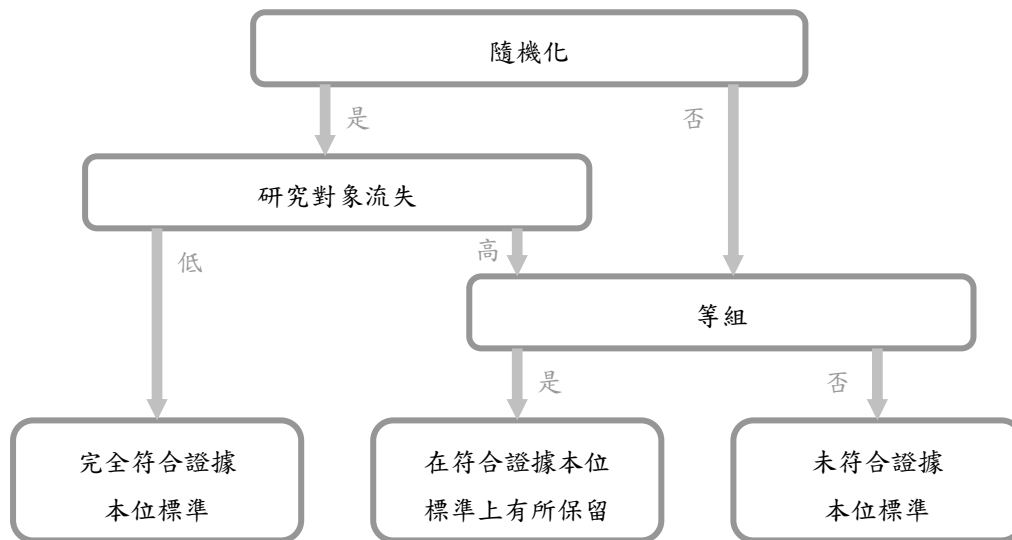 隨機化
是
否
研究對象流失
低
高
等組
是
否
完全符合證據
本位標準
在符合證據本位
標準上有所保留
未符合證據
本位標準